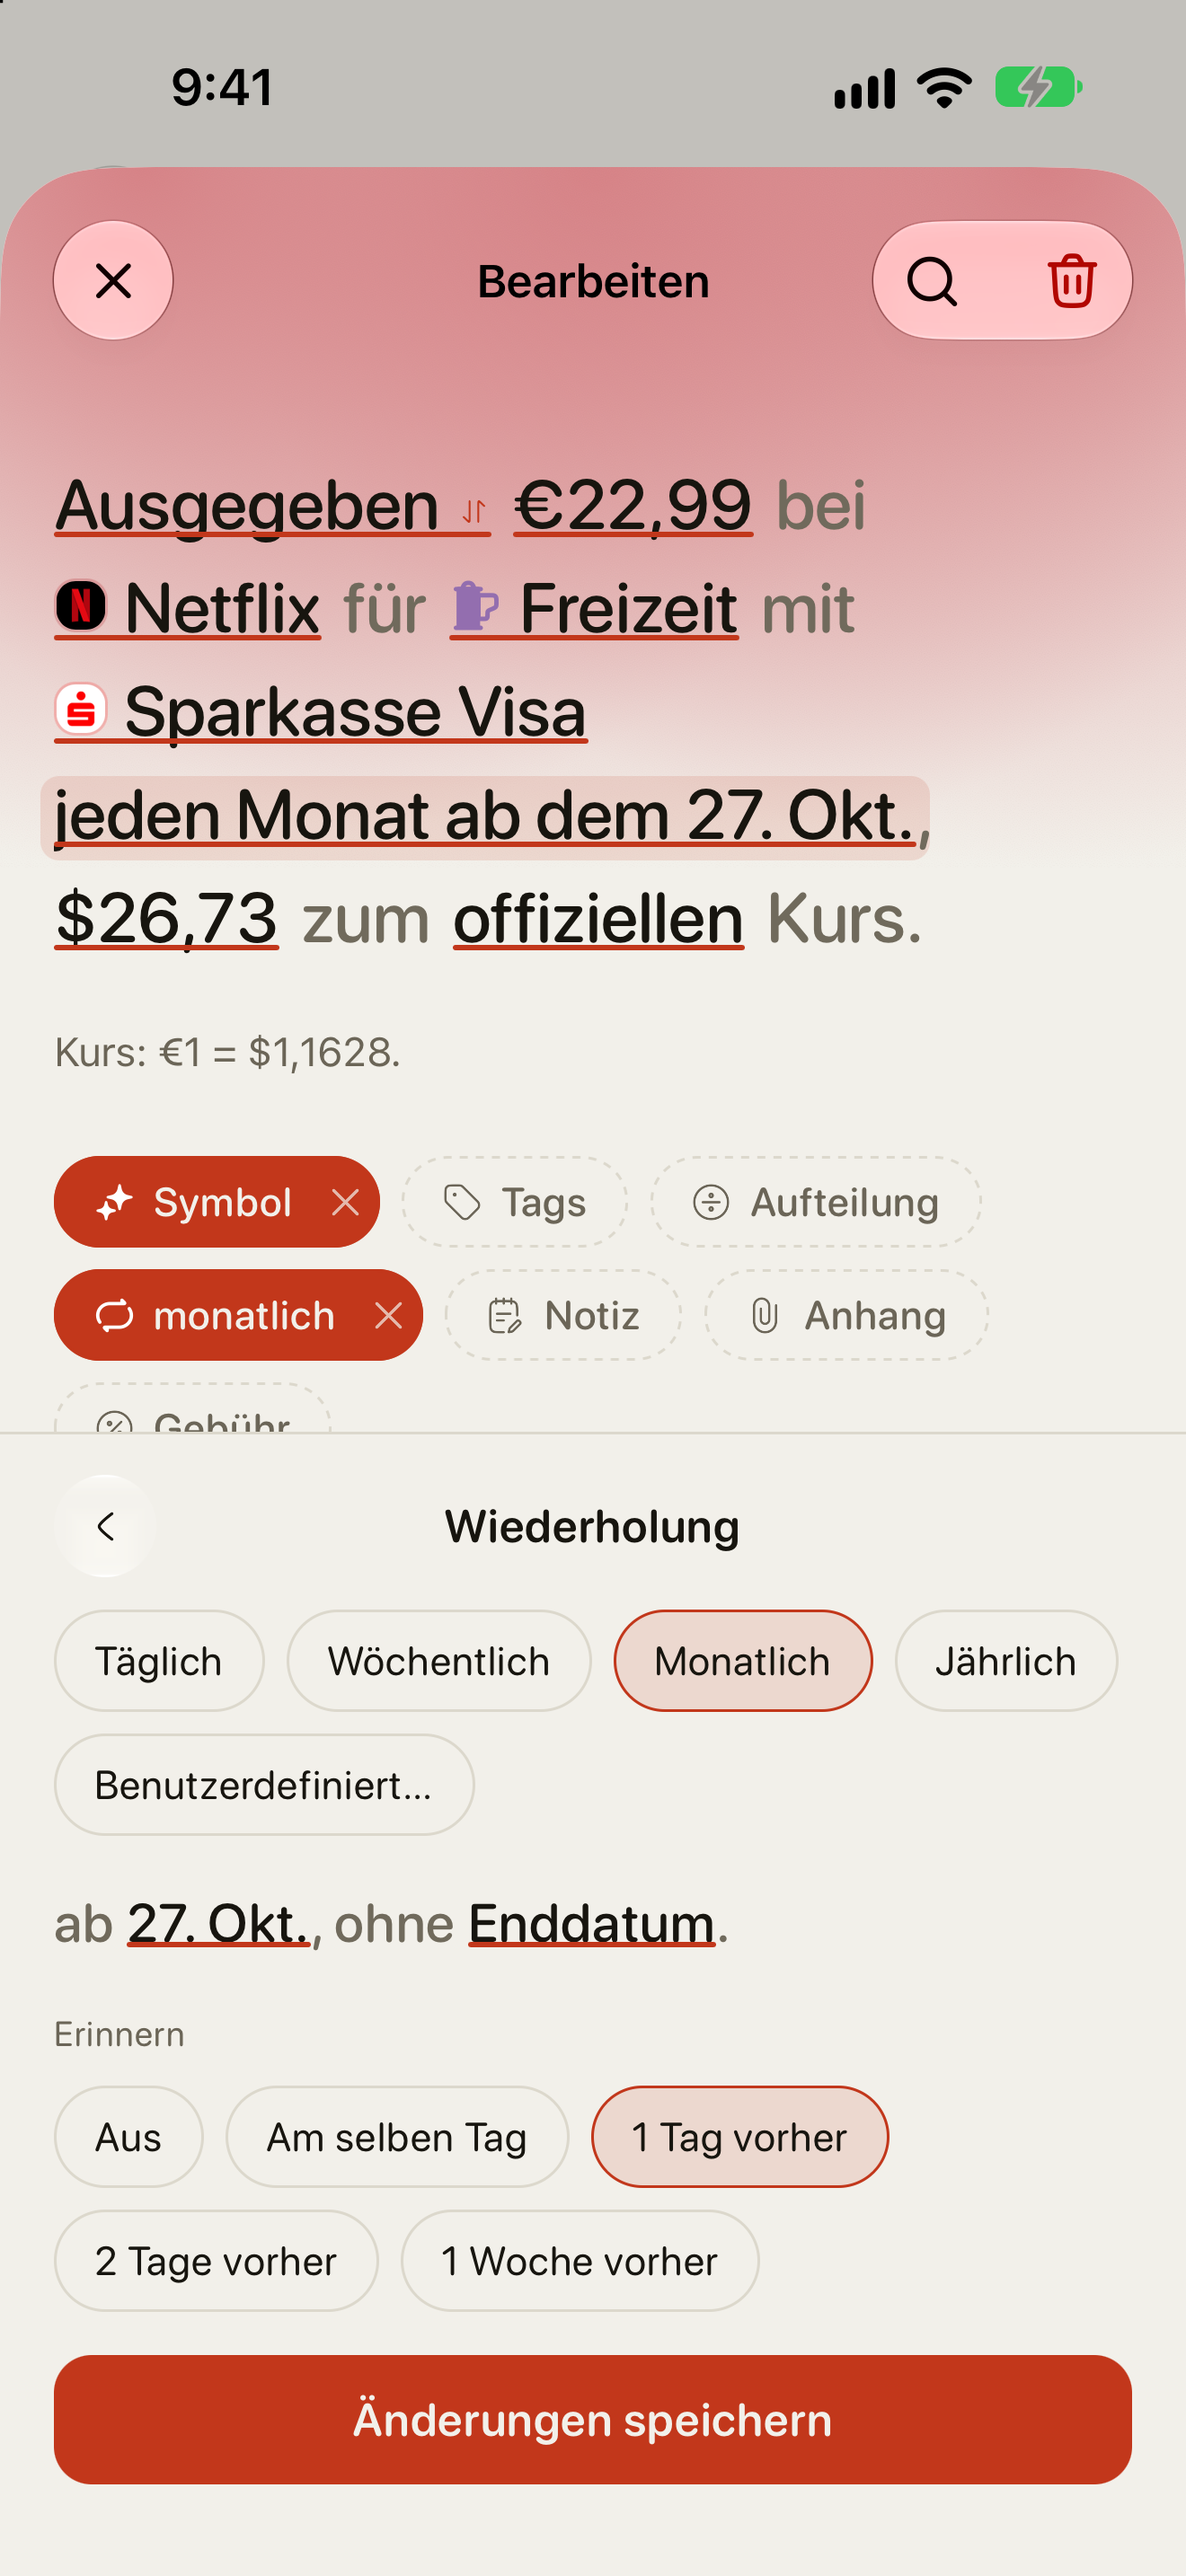 9:41
Bearbeiten
Ausgegeben €22,99 bei
Netflix für Freizeit mit
Sparkasse Visa
jeden Monat ab dem 27. Okt.,
$26,73 zum offiziellen Kurs.
Kurs: €1 = $1,1628.
Symbol Tags Aufteilung
monatlich Notiz Anhang
Gebühr
Wiederholung
Täglich Wöchentlich Monatlich Jährlich
Benutzerdefiniert...
ab 27. Okt., ohne Enddatum.
Erinnern
Aus Am selben Tag 1 Tag vorher
2 Tage vorher 1 Woche vorher
Änderungen speichern